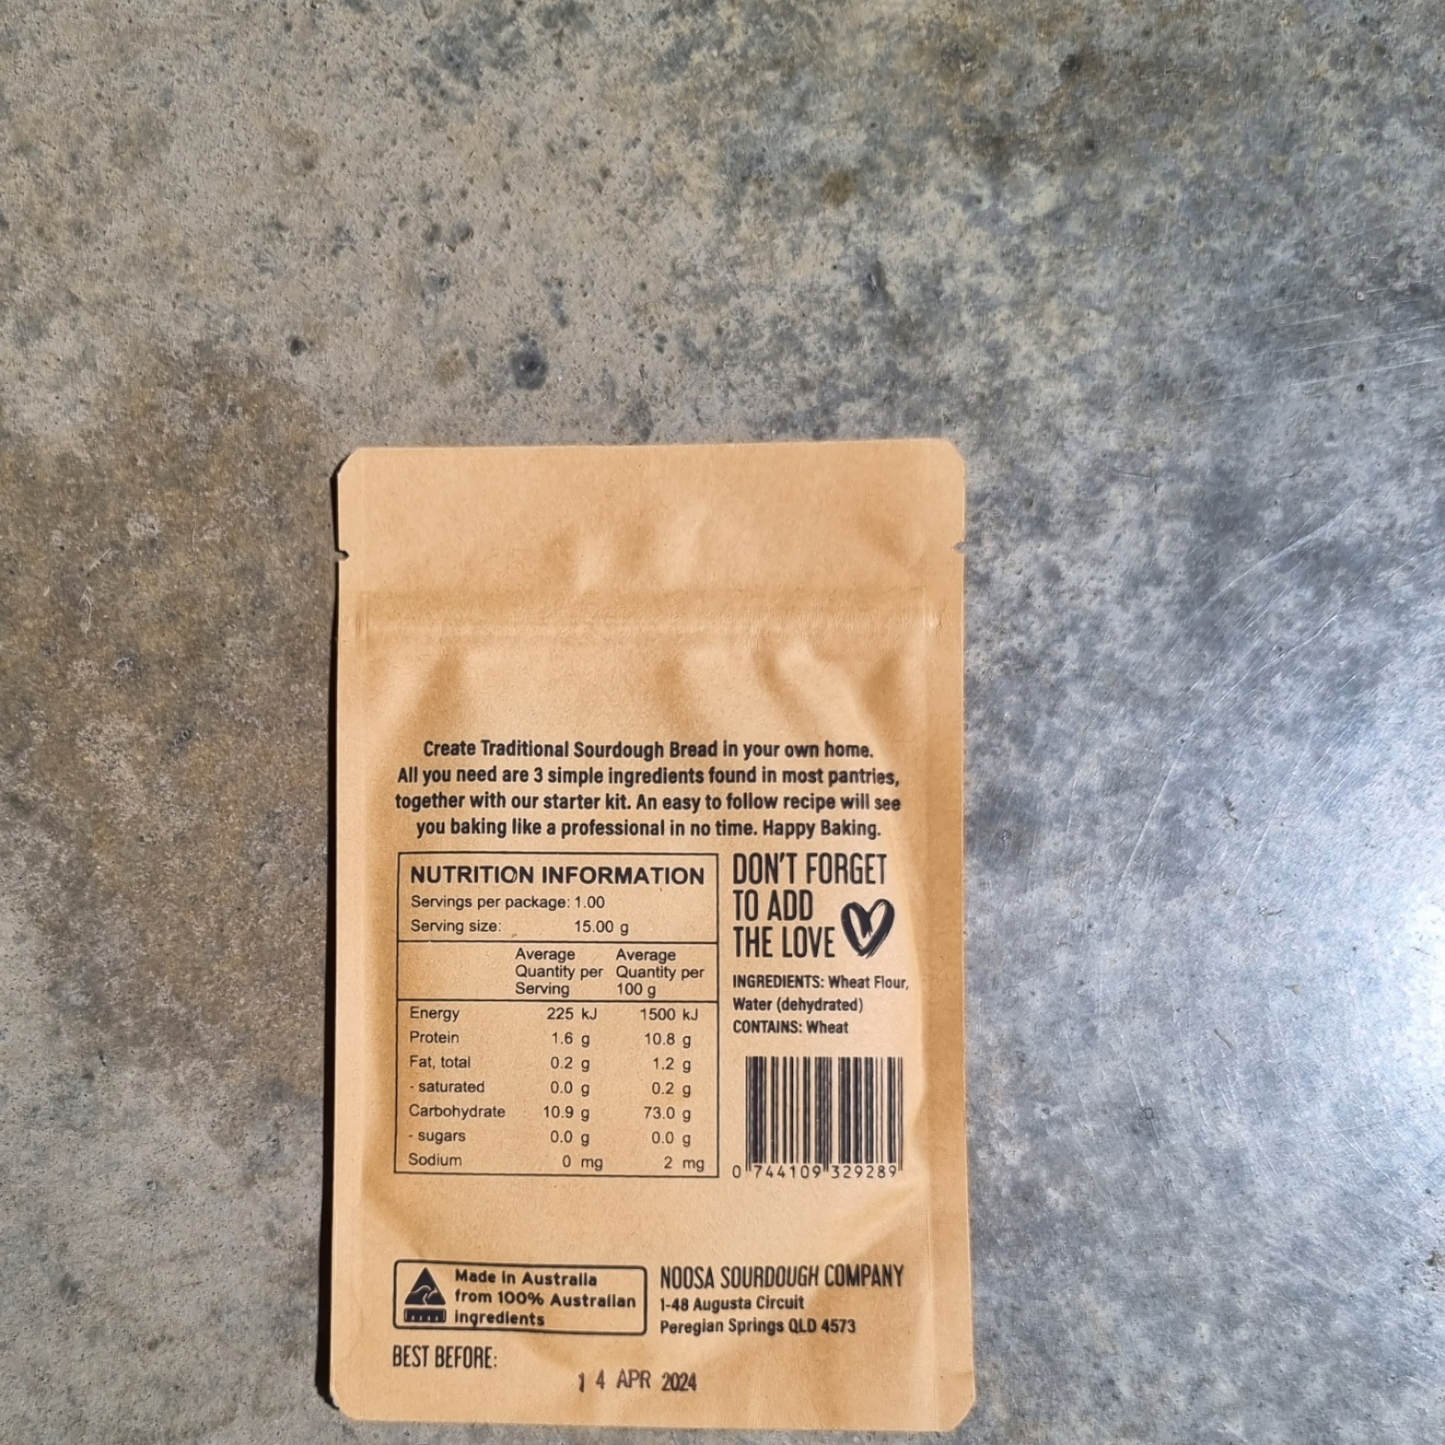 Create Traditional Sourdough Bread in your own home.
All you need are 3 simple ingredients found in most pantries,
together with our starter kit. An easy to follow recipe will see
you baking like a professional in no time. Happy Baking.
NUTRITION INFORMATION
Servings per package: 1.00
Serving size: 15.00 g
Average Quantity per Serving Average Quantity per 100 g
Energy 225 kJ 1500 kJ
Protein 1.6 g 10.8 g
Fat, total 0.2 g 1.2 g
- saturated 0.0 g 0.2 g
Carbohydrate 10.9 g 73.0 g
- sugars 0.0 g 0.0 g
Sodium 0 mg 2 mg
DON'T FORGET
TO ADD
THE LOVE
INGREDIENTS: Wheat Flour,
Water (dehydrated)
CONTAINS: Wheat
0 744109 329289
Made in Australia
from 100% Australian
ingredients
NOOSA SOURDOUGH COMPANY
1-48 Augusta Circuit
Peregian Springs QLD 4573
BEST BEFORE:
14 APR 2024